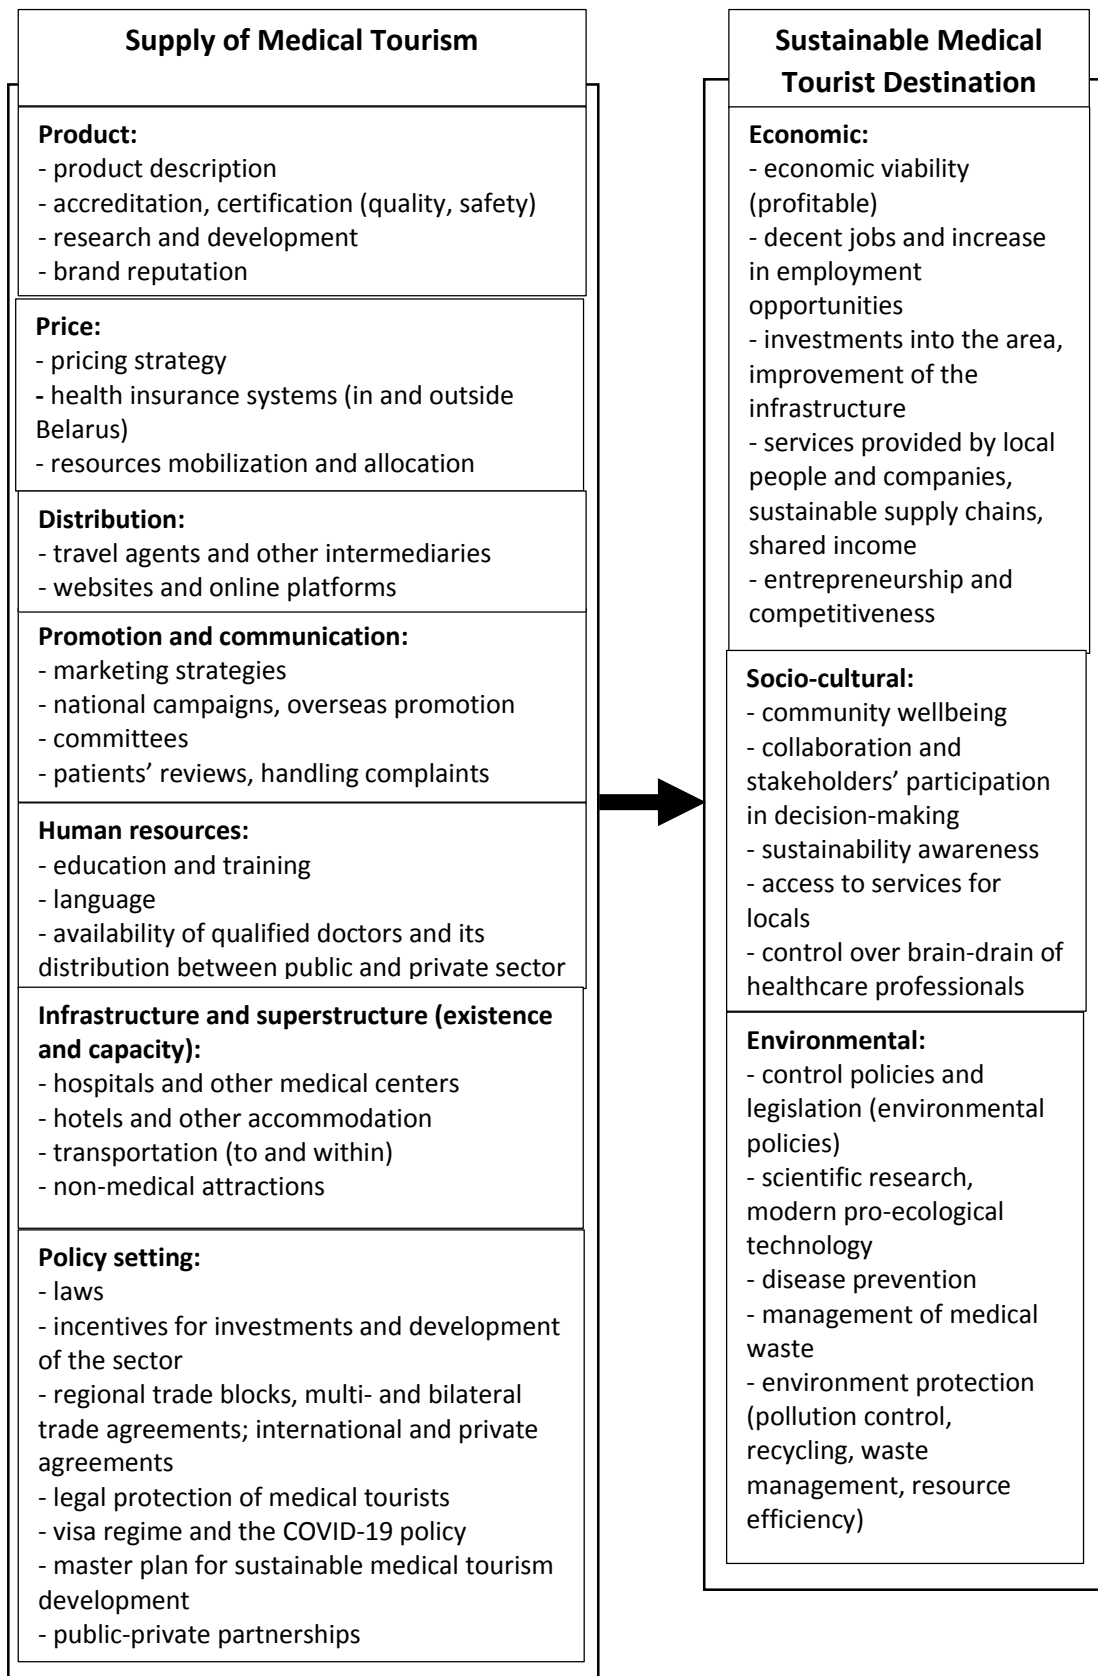 Supply of Medical Tourism
Product:
- product description
- accreditation, certification (quality, safety)
- research and development
- brand reputation
Price:
- pricing strategy
- health insurance systems (in and outside
Belarus)
- resources mobilization and allocation
Distribution:
- travel agents and other intermediaries
- websites and online platforms
Promotion and communication:
- marketing strategies
- national campaigns, overseas promotion
- committees
- patients’ reviews, handling complaints
Human resources:
- education and training
- language
- availability of qualified doctors and its
distribution between public and private sector
Infrastructure and superstructure (existence
and capacity):
- hospitals and other medical centers
- hotels and other accommodation
- transportation (to and within)
- non-medical attractions
Policy setting:
- laws
- incentives for investments and development
of the sector
- regional trade blocks, multi- and bilateral
trade agreements; international and private
agreements
- legal protection of medical tourists
- visa regime and the COVID-19 policy
- master plan for sustainable medical tourism
development
- public-private partnerships
Sustainable Medical
Tourist Destination
Economic:
- economic viability
(profitable)
- decent jobs and increase
in employment
opportunities
- investments into the area,
improvement of the
infrastructure
- services provided by local
people and companies,
sustainable supply chains,
shared income
- entrepreneurship and
competitiveness
Socio-cultural:
- community wellbeing
- collaboration and
stakeholders’ participation
in decision-making
- sustainability awareness
- access to services for
locals
- control over brain-drain of
healthcare professionals
Environmental:
- control policies and
legislation (environmental
policies)
- scientific research,
modern pro-ecological
technology
- disease prevention
- management of medical
waste
- environment protection
(pollution control,
recycling, waste
management, resource
efficiency)